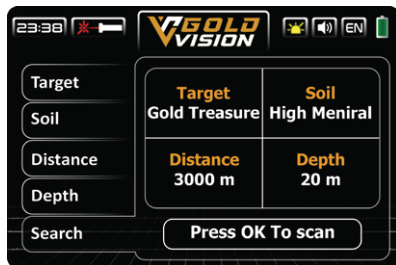 23:38
GOLD
VISION
EN
Target
Soil
Distance
Depth
Search
Target
Gold Treasure
Soil
High Meniral
Distance
3000 m
Depth
20 m
Press OK To scan